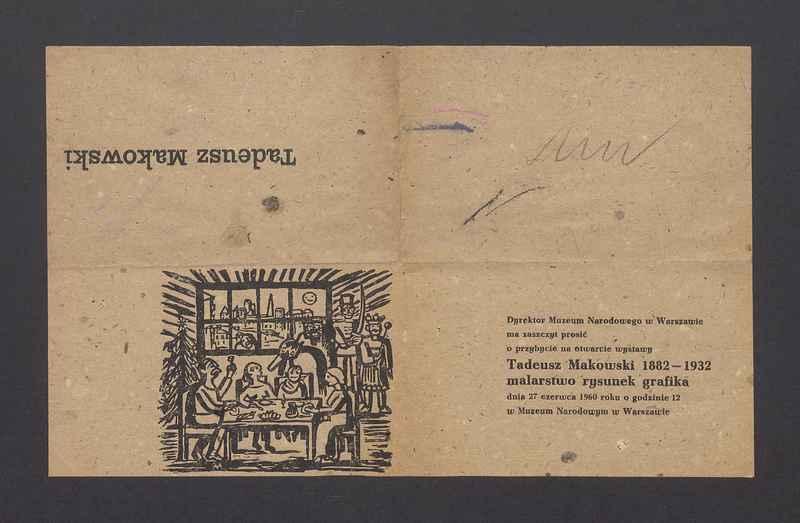 Tadeusz Makowski
Dyrektor Muzeum Narodowego w Warszawie
ma zaszczyt prosić
o przybycie na otwarcie wystawy
Tadeusz Makowski 1882 – 1932
malarstwo rysunek grafika
dnia 27 czerwca 1960 roku o godzinie 12
w Muzeum Narodowym w Warszawie